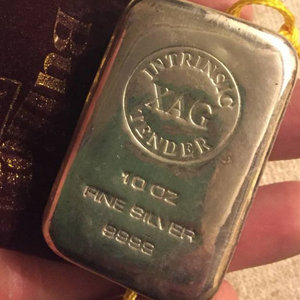 INTRINSIC
XAG
TENDER
10 OZ
FINE SILVER
9999